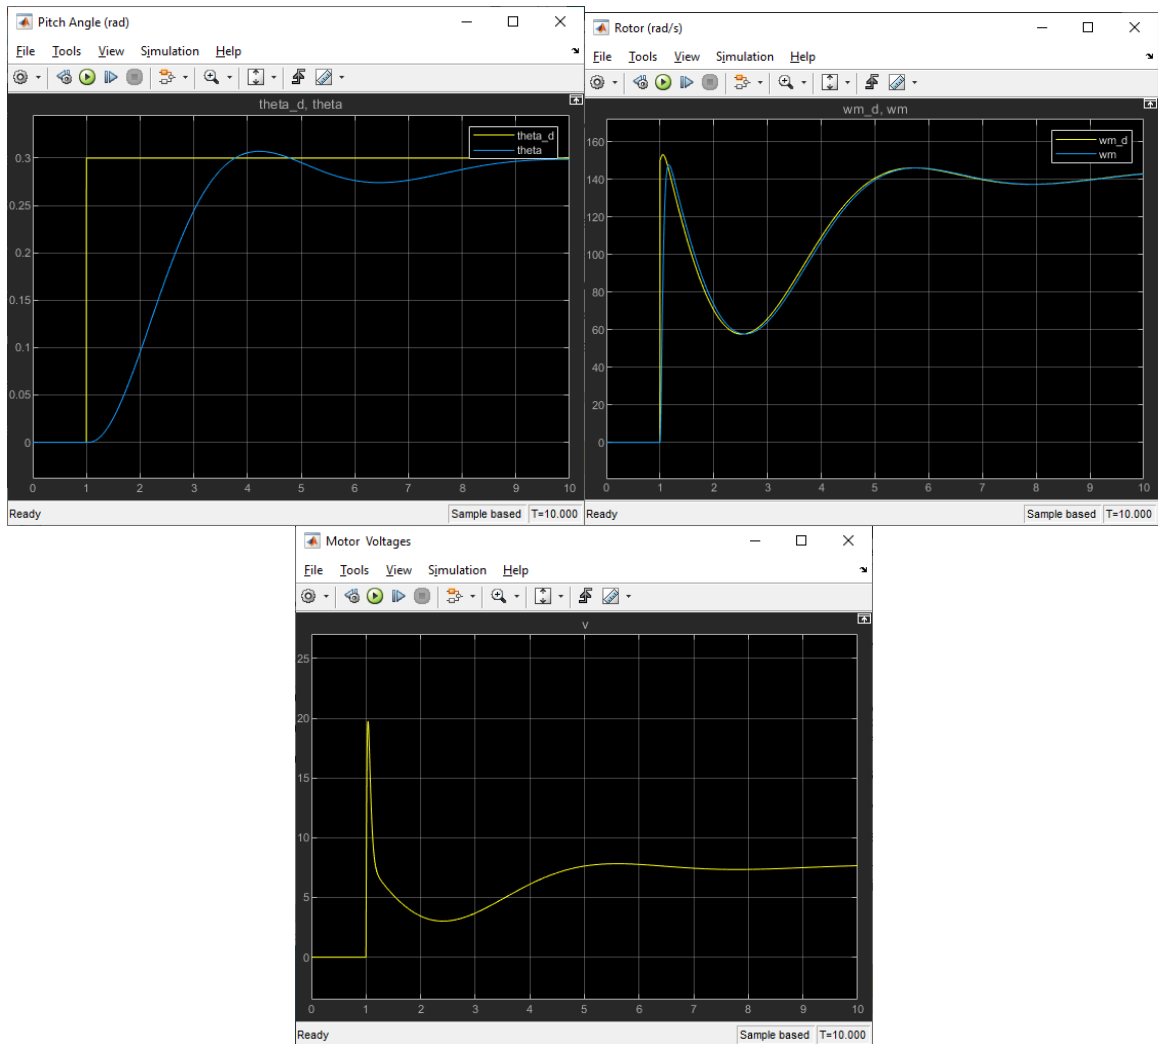 Pitch Angle (rad)
File Tools View Simulation Help
theta_d, theta
theta_d
theta
0.3
0.25
0.2
0.15
0.1
0.05
0
0 1 2 3 4 5 6 7 8 9 10
Ready Sample based T=10.000
Rotor (rad/s)
File Tools View Simulation Help
wm_d, wm
wm_d
wm
160
140
120
100
80
60
40
20
0
0 1 2 3 4 5 6 7 8 9 10
Ready Sample based T=10.000
Motor Voltages
File Tools View Simulation Help
v
25
20
15
10
5
0
0 1 2 3 4 5 6 7 8 9 10
Ready Sample based T=10.000